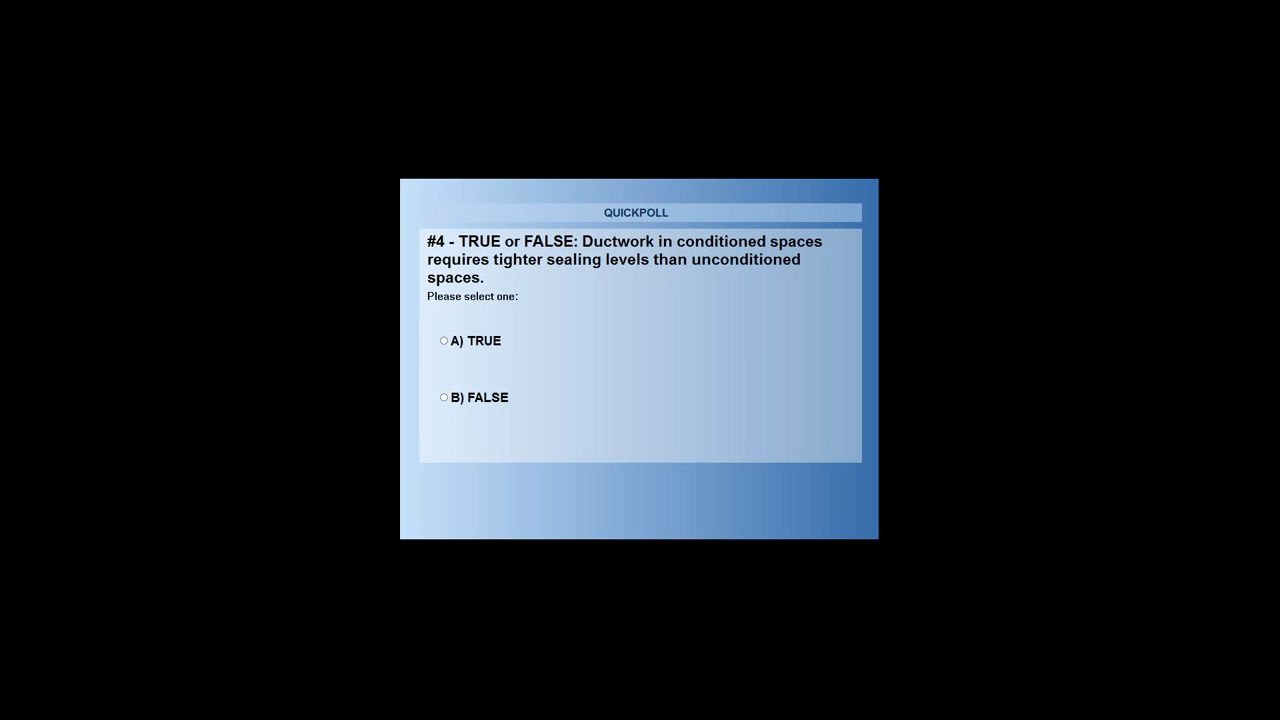 QUICKPOLL
#4 - TRUE or FALSE: Ductwork in conditioned spaces
requires tighter sealing levels than unconditioned
spaces.
Please select one:
A) TRUE
B) FALSE